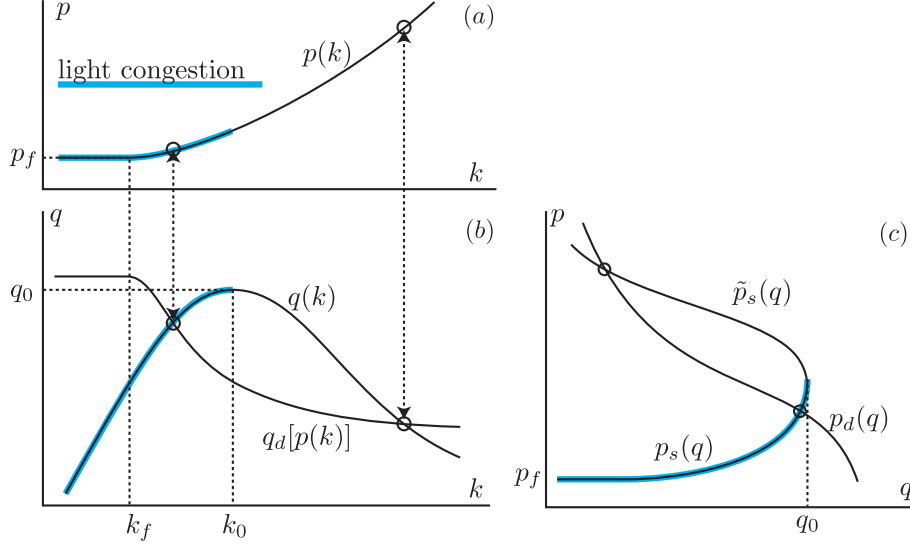 p
(a)
p(k)
light congestion
p_f
k
q
(b)
p
(c)
q_0
q(k)
p̃_s(q)
q_d[p(k)]
p_s(q)
p_d(q)
p_f
k
q
k_f
k_0
q_0